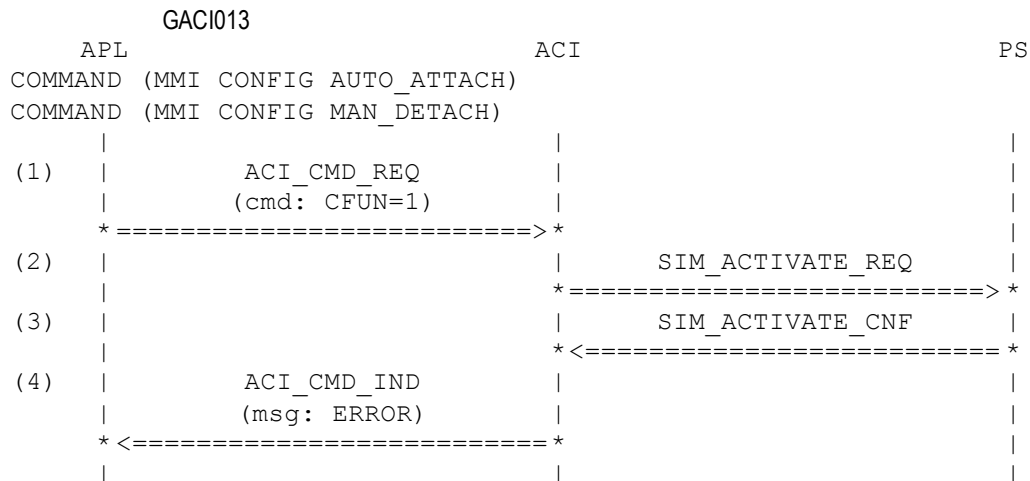 GACI013
APL ACI PS
COMMAND (MMI CONFIG AUTO_ATTACH)
COMMAND (MMI CONFIG MAN_DETACH)
| | |
(1) | ACI_CMD_REQ | |
| (cmd: CFUN=1) | |
*==========================>* |
(2) | | SIM_ACTIVATE_REQ |
| *==========================>*
(3) | | SIM_ACTIVATE_CNF |
| *<==========================*
(4) | ACI_CMD_IND | |
| (msg: ERROR) | |
*<==========================* |
| | |